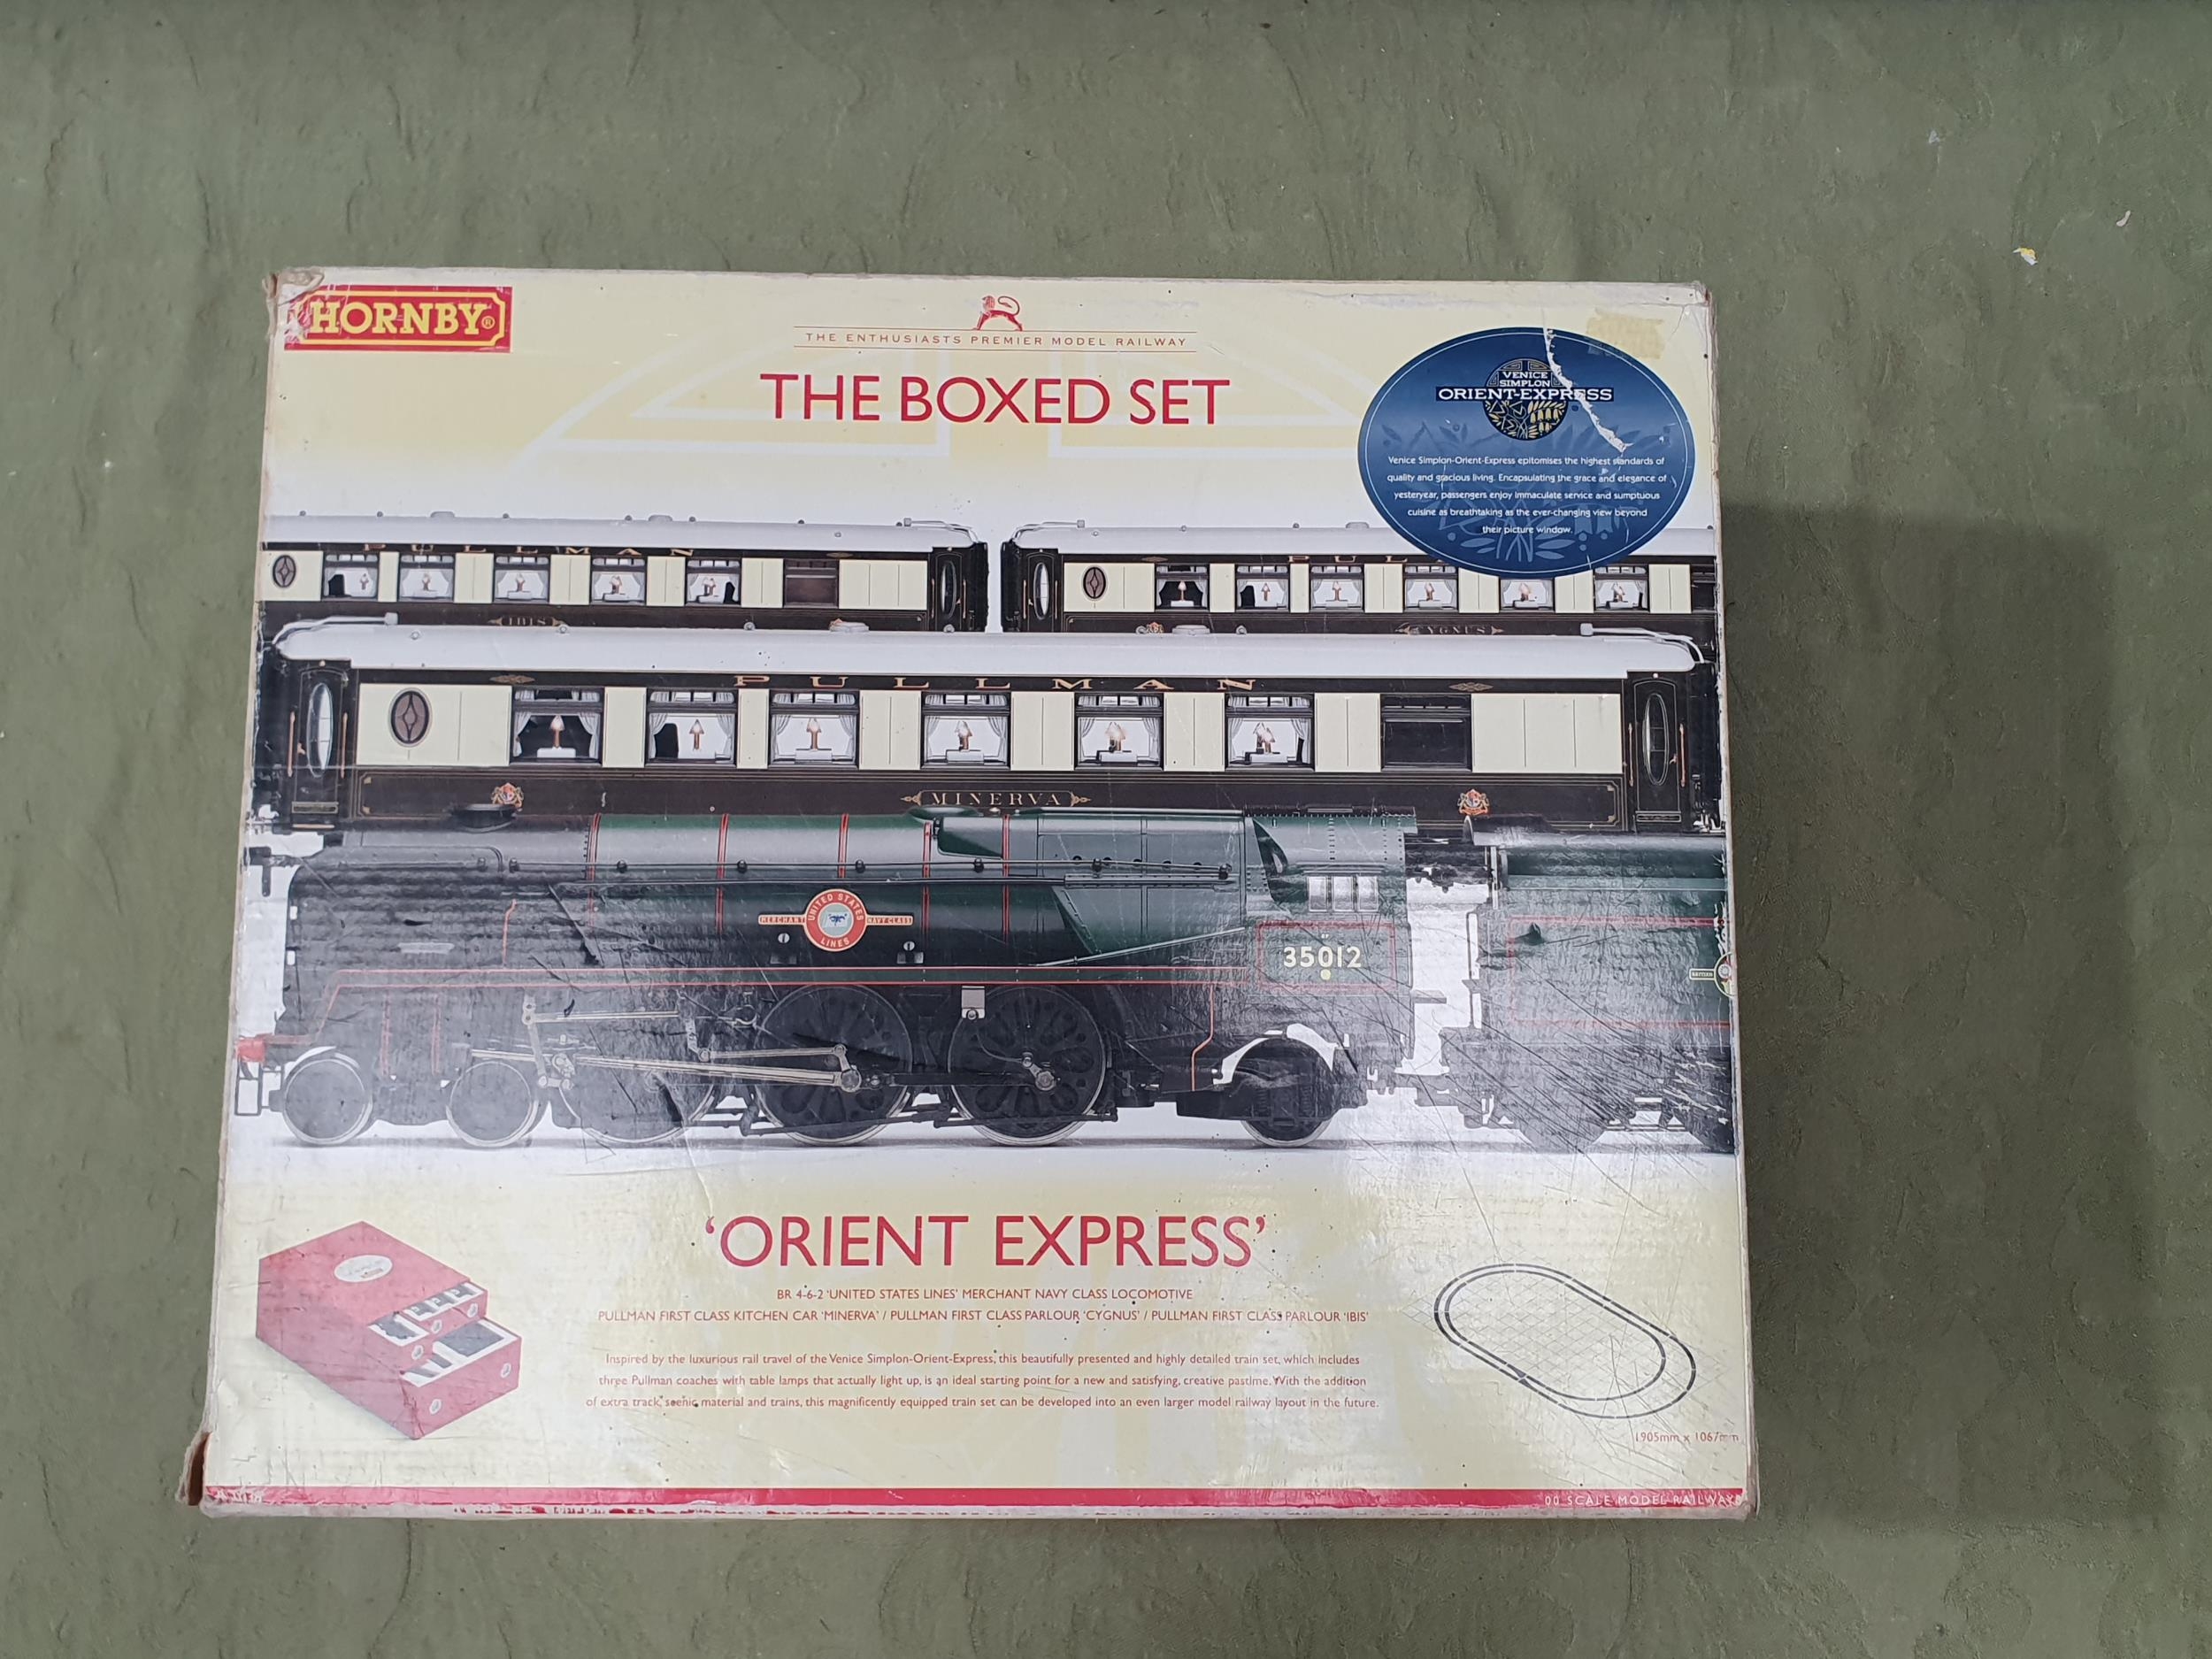 HORNBY®
THE ENTHUSIASTS PREMIER MODEL RAILWAY
THE BOXED SET
VENICE
SIMPLON
ORIENT-EXPRESS
Venice Simplon-Orient-Express epitomises the highest standards of
quality and gracious living. Encapsulating the grace and elegance of
yesteryear, passengers enjoy immaculate service and sumptuous
cuisine as breathtaking as the ever-changing view beyond
their picture window.
PULLMAN
PUL
IBIS
CYGNUS
PULLMAN
MINERVA
MERCHANT
UNITED STATES
LINES
NAVY CLASS
35012
'ORIENT EXPRESS'
BR 4-6-2 'UNITED STATES LINES' MERCHANT NAVY CLASS LOCOMOTIVE
PULLMAN FIRST CLASS KITCHEN CAR 'MINERVA' / PULLMAN FIRST CLASS PARLOUR 'CYGNUS' / PULLMAN FIRST CLASS PARLOUR 'IBIS'
Inspired by the luxurious rail travel of the Venice Simplon-Orient-Express, this beautifully presented and highly detailed train set, which includes
three Pullman coaches with table lamps that actually light up, is an ideal starting point for a new and satisfying, creative pastime. With the addition
of extra track, scenic material and trains, this magnificently equipped train set can be developed into an even larger model railway layout in the future.
1905mm x 1067mm
00 SCALE MODEL RAILWAYS